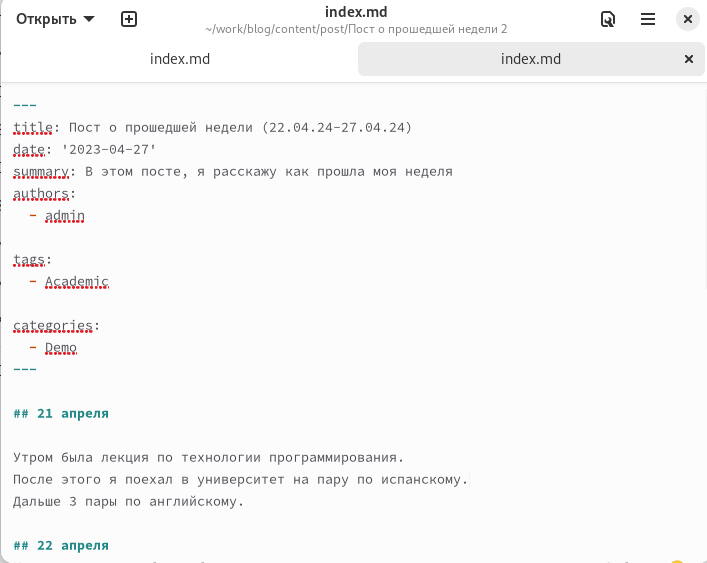 Открыть
index.md
~/work/blog/content/post/Пост о прошедшей недели 2
index.md
index.md
---
title: Пост о прошедшей недели (22.04.24-27.04.24)
date: '2023-04-27'
summary: В этом посте, я расскажу как прошла моя неделя
authors:
- admin
tags:
- Academic
categories:
- Demo
---
## 21 апреля
Утром была лекция по технологии программирования.
После этого я поехал в университет на пару по испанскому.
Дальше 3 пары по английскому.
## 22 апреля